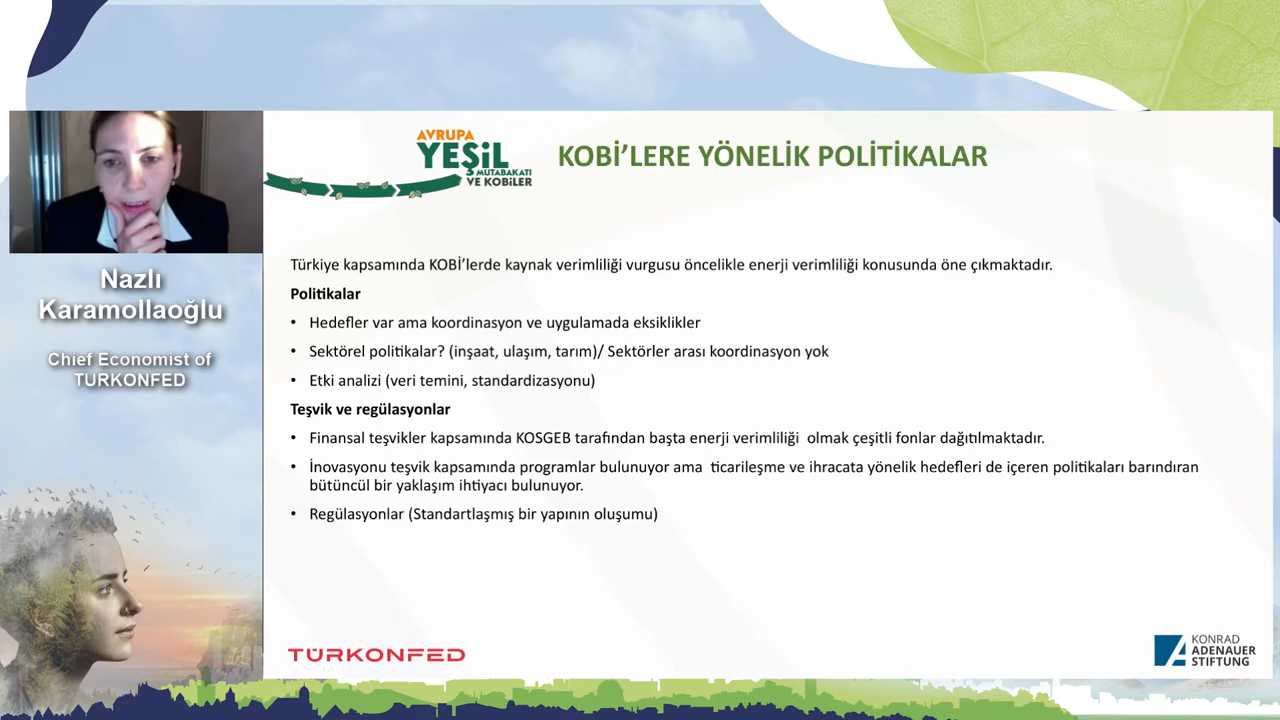 AVRUPA
YEŞİL
MUTABAKATI
VE KOBİLER
KOBİ'LERE YÖNELİK POLİTİKALAR
Nazlı
Karamollaoğlu
Chief Economist of
TURKONFED
Türkiye kapsamında KOBİ'lerde kaynak verimliliği vurgusu öncelikle enerji verimliliği konusunda öne çıkmaktadır.
Politikalar
• Hedefler var ama koordinasyon ve uygulamada eksiklikler
• Sektörel politikalar? (inşaat, ulaşım, tarım)/ Sektörler arası koordinasyon yok
• Etki analizi (veri temini, standardizasyonu)
Teşvik ve regülasyonlar
• Finansal teşvikler kapsamında KOSGEB tarafından başta enerji verimliliği  olmak çeşitli fonlar dağıtılmaktadır.
• İnovasyonu teşvik kapsamında programlar bulunuyor ama  ticarileşme ve ihracata yönelik hedefleri de içeren politikaları barındıran
bütüncül bir yaklaşım ihtiyacı bulunuyor.
• Regülasyonlar (Standartlaşmış bir yapının oluşumu)
TÜRKONFED
KONRAD
ADENAUER
STIFTUNG